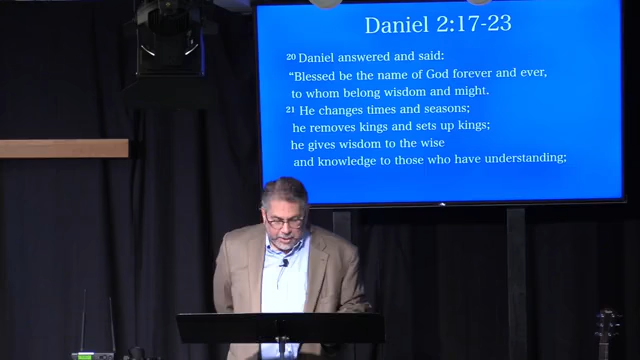 Daniel 2:17-23
20 Daniel answered and said:
“Blessed be the name of God forever and ever,
to whom belong wisdom and might.
21 He changes times and seasons;
he removes kings and sets up kings;
he gives wisdom to the wise
and knowledge to those who have understanding;